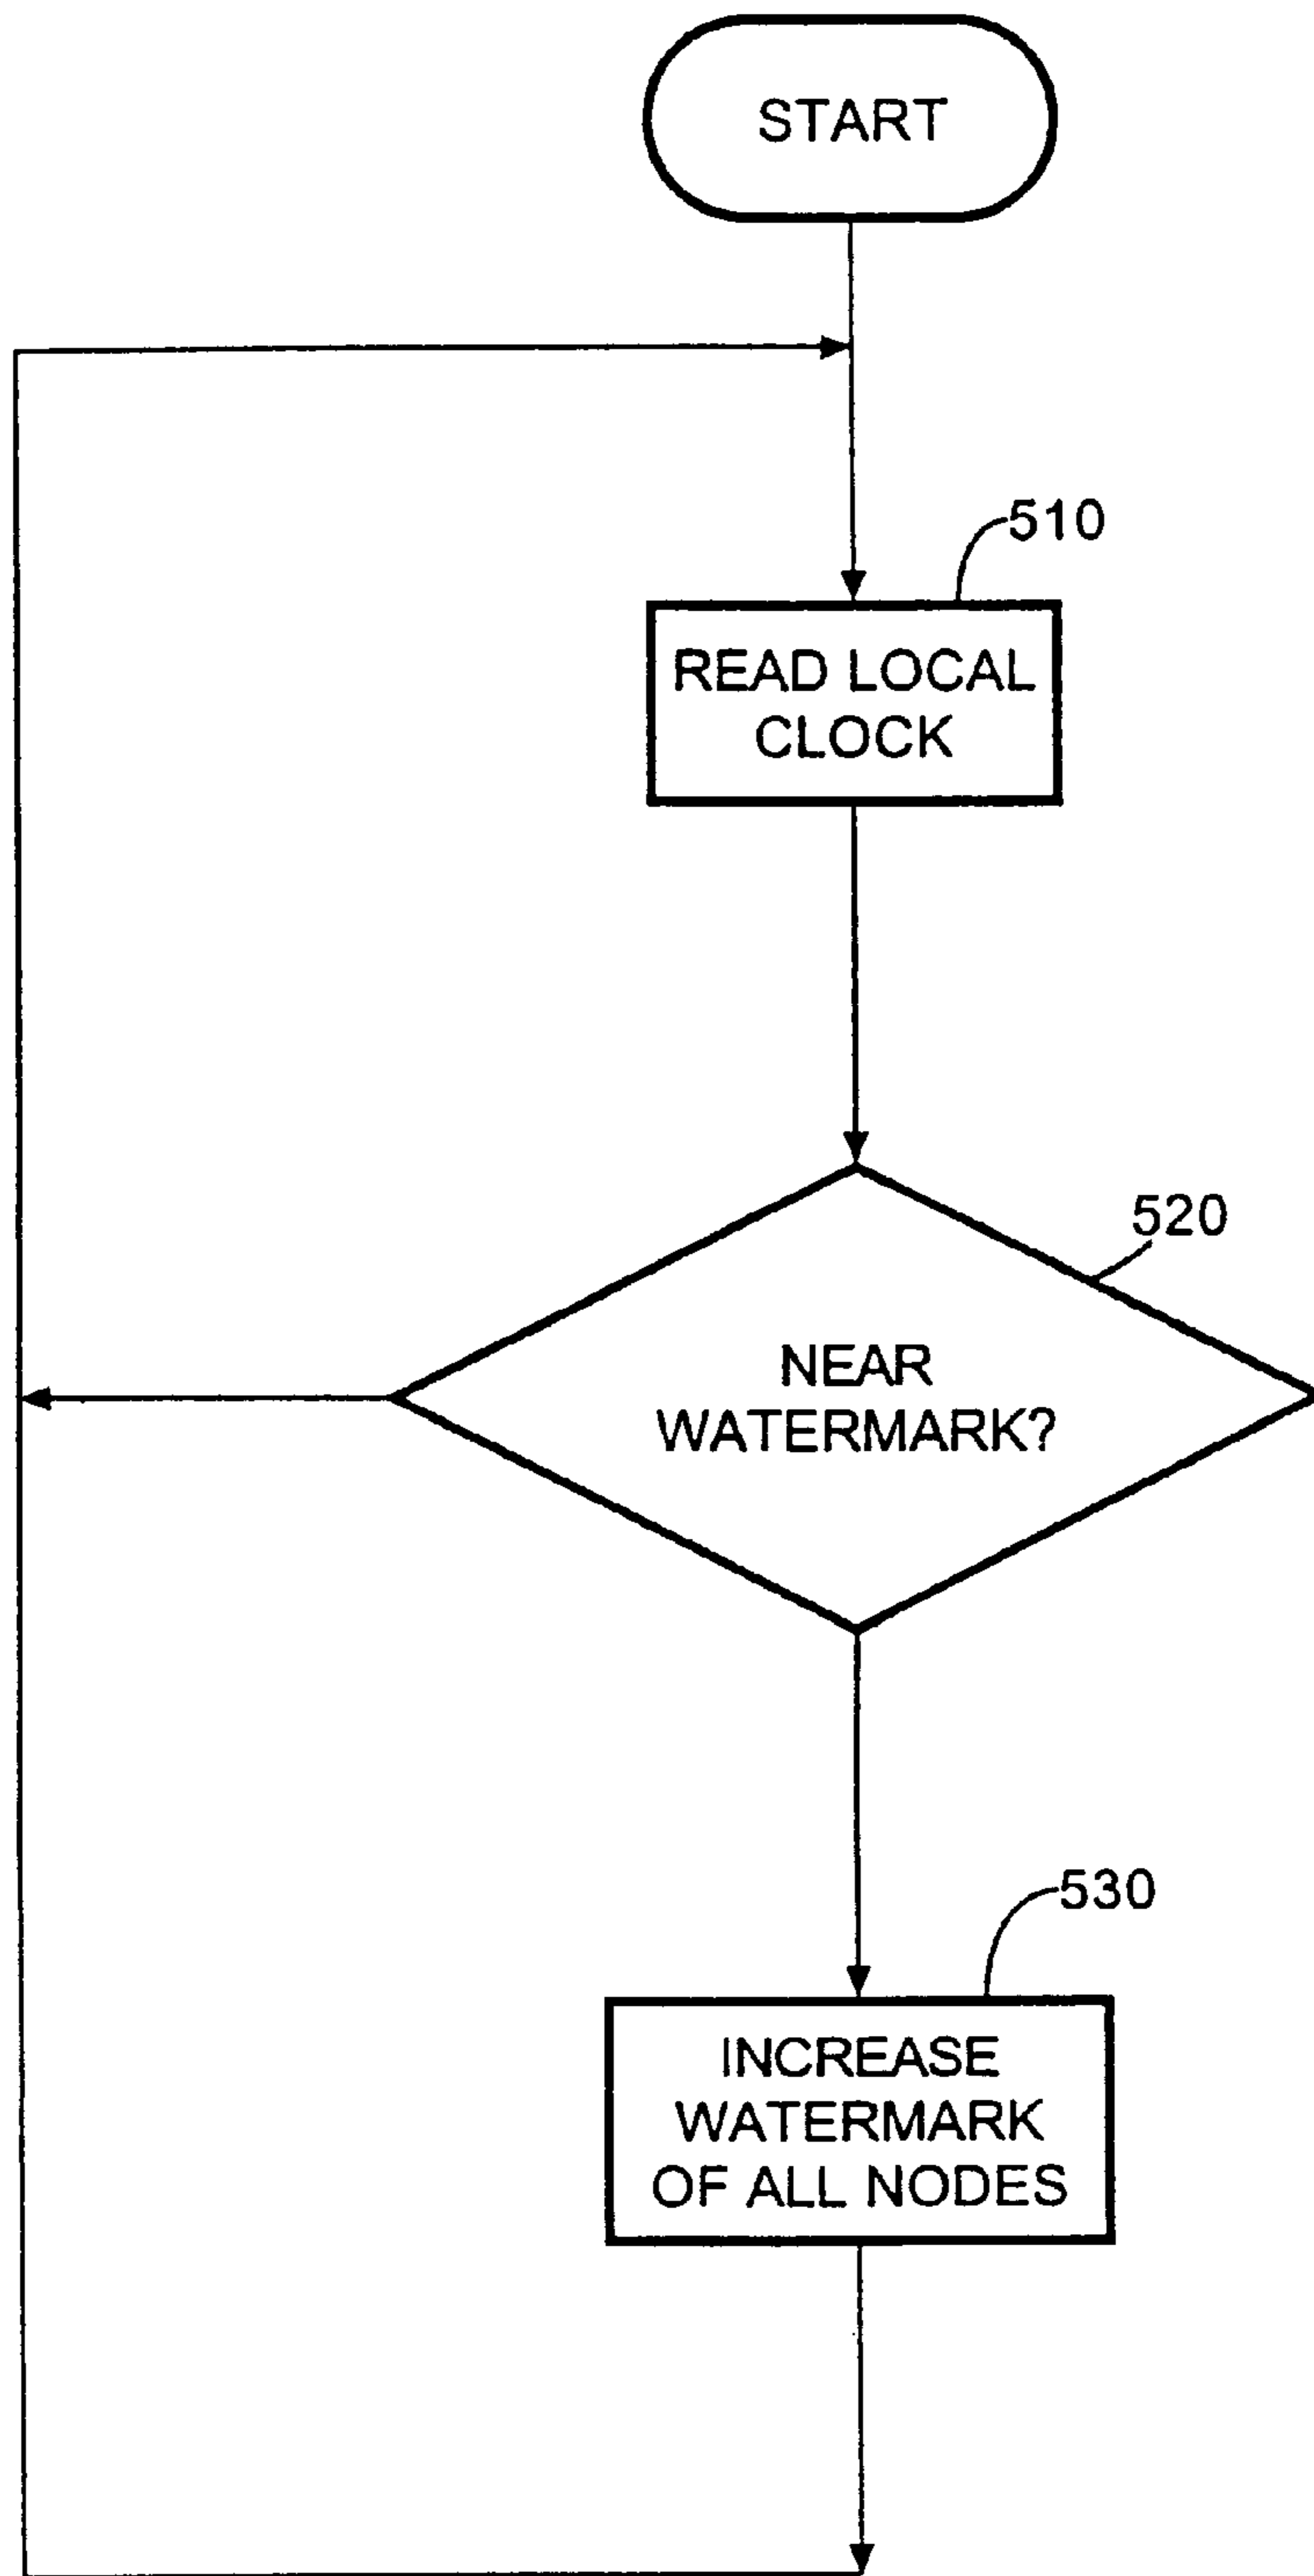 START
510
READ LOCAL
CLOCK
520
NEAR
WATERMARK?
530
INCREASE
WATERMARK
OF ALL NODES